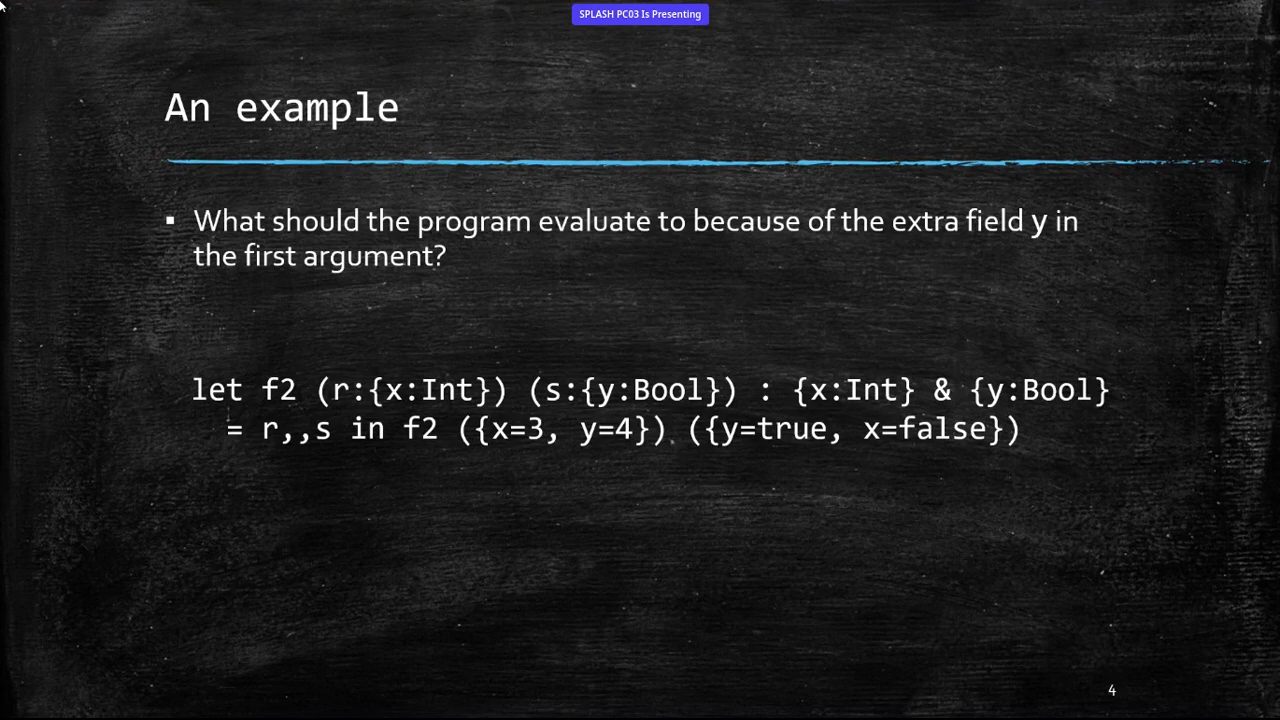 SPLASH PC03 Is Presenting
An example
▪ What should the program evaluate to because of the extra field y in
the first argument?
let f2 (r:{x:Int}) (s:{y:Bool}) : {x:Int} & {y:Bool}
= r,,s in f2 ({x=3, y=4}) ({y=true, x=false})
4